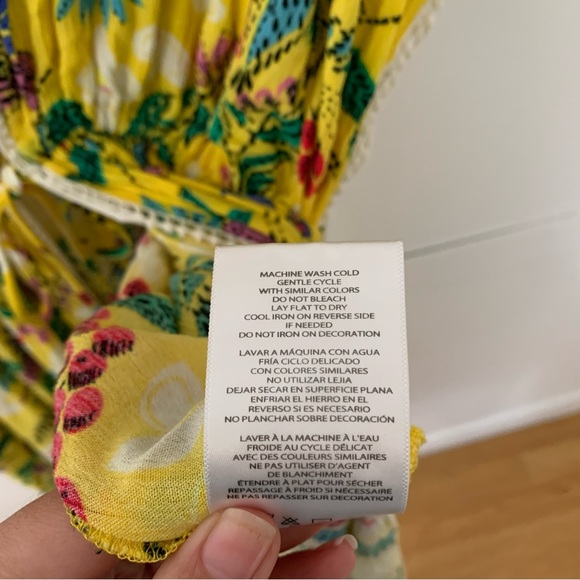 MACHINE WASH COLD
GENTLE CYCLE
WITH SIMILAR COLORS
DO NOT BLEACH
LAY FLAT TO DRY
COOL IRON ON REVERSE SIDE
IF NEEDED
DO NOT IRON ON DECORATION
LAVAR A MÁQUINA CON AGUA
FRÍA CICLO DELICADO
CON COLORES SIMILARES
NO UTILIZAR LEJIA
DEJAR SECAR EN SUPERFICIE PLANA
ENFRIAR EL HIERRO EN EL
REVERSO SI ES NECESARIO
NO PLANCHAR SOBRE DECORACIÓN
LAVER À LA MACHINE À L'EAU
FROIDE AU CYCLE DÉLICAT
AVEC DES COULEURS SIMILAIRES
NE PAS UTILISER D'AGENT
DE BLANCHIMENT
ÉTENDRE À PLAT POUR SÉCHER
REPASSAGE À FROID SI NÉCESSAIRE
NE PAS REPASSER SUR DECORATION